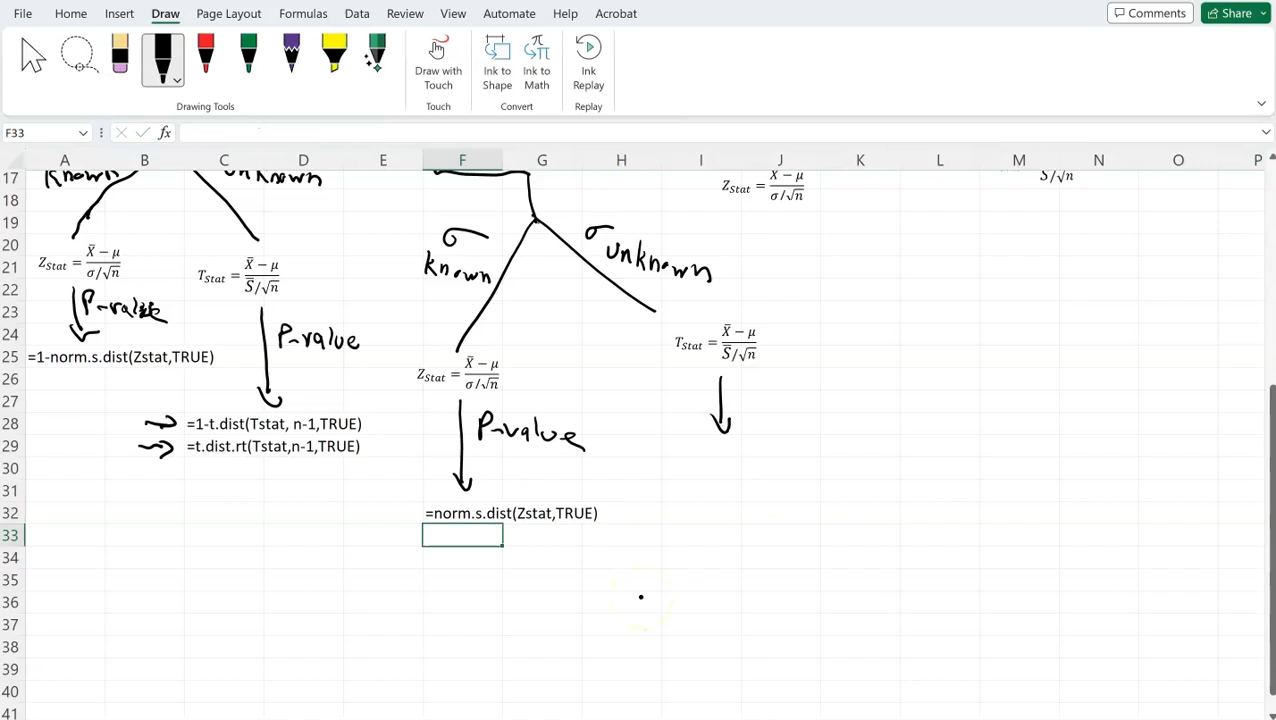 File Home Insert Draw Page Layout Formulas Data Review View Automate Help Acrobat Comments Share
Draw with Touch
Ink to Shape
Ink to Math
Ink Replay
Drawing Tools Touch Convert Replay
F33 fx
A B C D E F G H I J K L M N O P
17 known unknown
18 Z_Stat = (X̄ − μ)/(σ/√n) S̄/√n
19
20 σ σ
21 known unknown
Z_Stat = (X̄ − μ)/(σ/√n) T_Stat = (X̄ − μ)/(S̄/√n)
22
23 P-value
24 P-value T_Stat = (X̄ − μ)/(S̄/√n)
25 =1-norm.s.dist(Zstat,TRUE)
26 Z_Stat = (X̄ − μ)/(σ/√n)
27
28 =1-t.dist(Tstat, n-1,TRUE) P-value
29 =t.dist.rt(Tstat,n-1,TRUE)
30
31
32 =norm.s.dist(Zstat,TRUE)
33
34
35
36
37
38
39
40
41